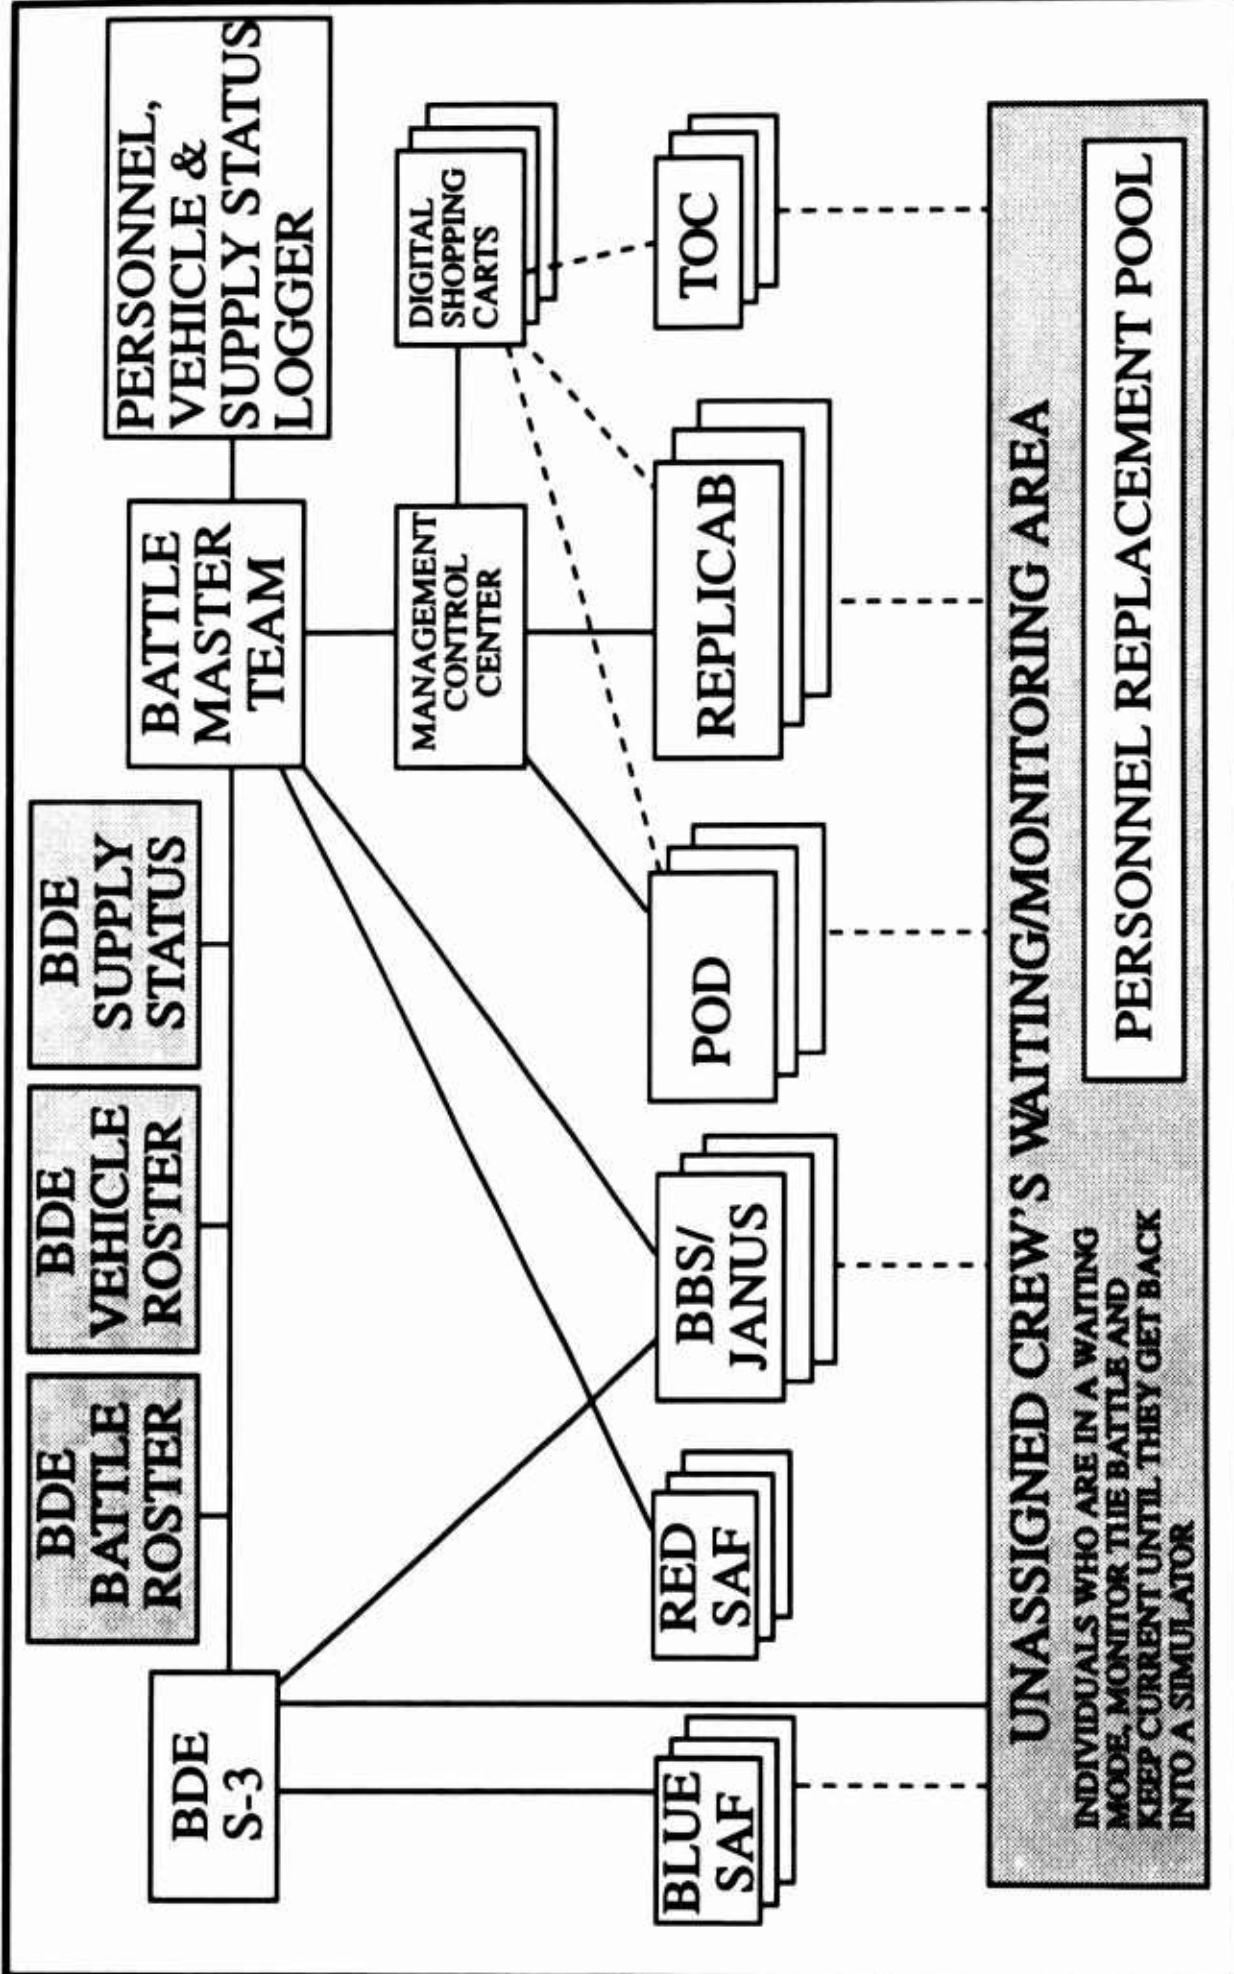 BDE
BATTLE
ROSTER
BDE
VEHICLE
ROSTER
BDE
SUPPLY
STATUS
BDE
S-3
BATTLE
MASTER
TEAM
PERSONNEL,
VEHICLE &
SUPPLY STATUS
LOGGER
MANAGEMENT
CONTROL
CENTER
DIGITAL
SHOPPING
CARTS
BLUE
SAF
RED
SAF
BBS/
JANUS
POD
REPLICAB
TOC
UNASSIGNED CREW'S WAITING/MONITORING AREA
INDIVIDUALS WHO ARE IN A WAITING
MODE, MONITOR THE BATTLE AND
KEEP CURRENT UNTIL THEY GET BACK
INTO A SIMULATOR
PERSONNEL REPLACEMENT POOL